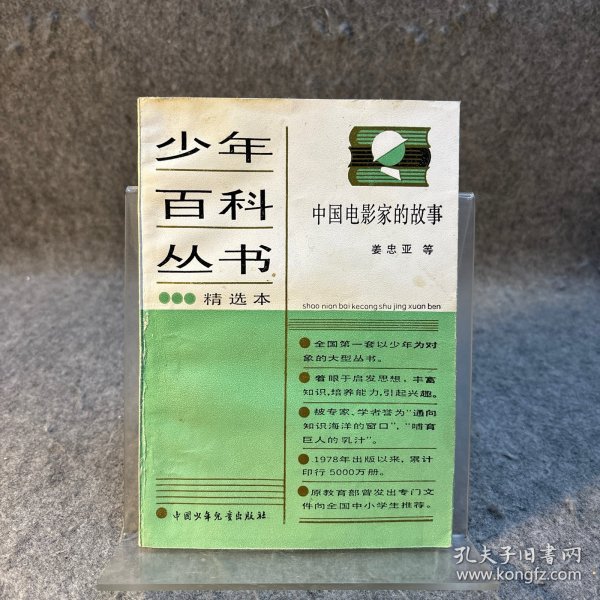 少年
百科
丛书
精选本
中国电影家的故事
姜忠亚 等
shao nian bai kecong shu jing xuan ben
全国第一套以少年为对
象的大型丛书。
着眼于启发思想，丰富
知识，培养能力，引起兴趣。
被专家、学者誉为“通向
知识海洋的窗口”，“哺育
巨人的乳汁”。
1978年出版以来，累计
印行5000万册。
原教育部曾发出专门文
件向全国中小学生推荐。
中国少年儿童出版社
孔夫子旧书网
www.kongfz.com